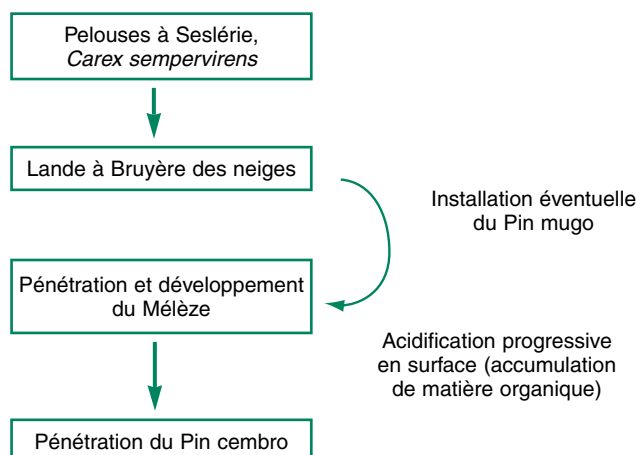 Pelouses à Seslérie,
Carex sempervirens
Lande à Bruyère des neiges
Installation éventuelle
du Pin mugo
Pénétration et développement
du Mélèze
Acidification progressive
en surface (accumulation
de matière organique)
Pénétration du Pin cembro